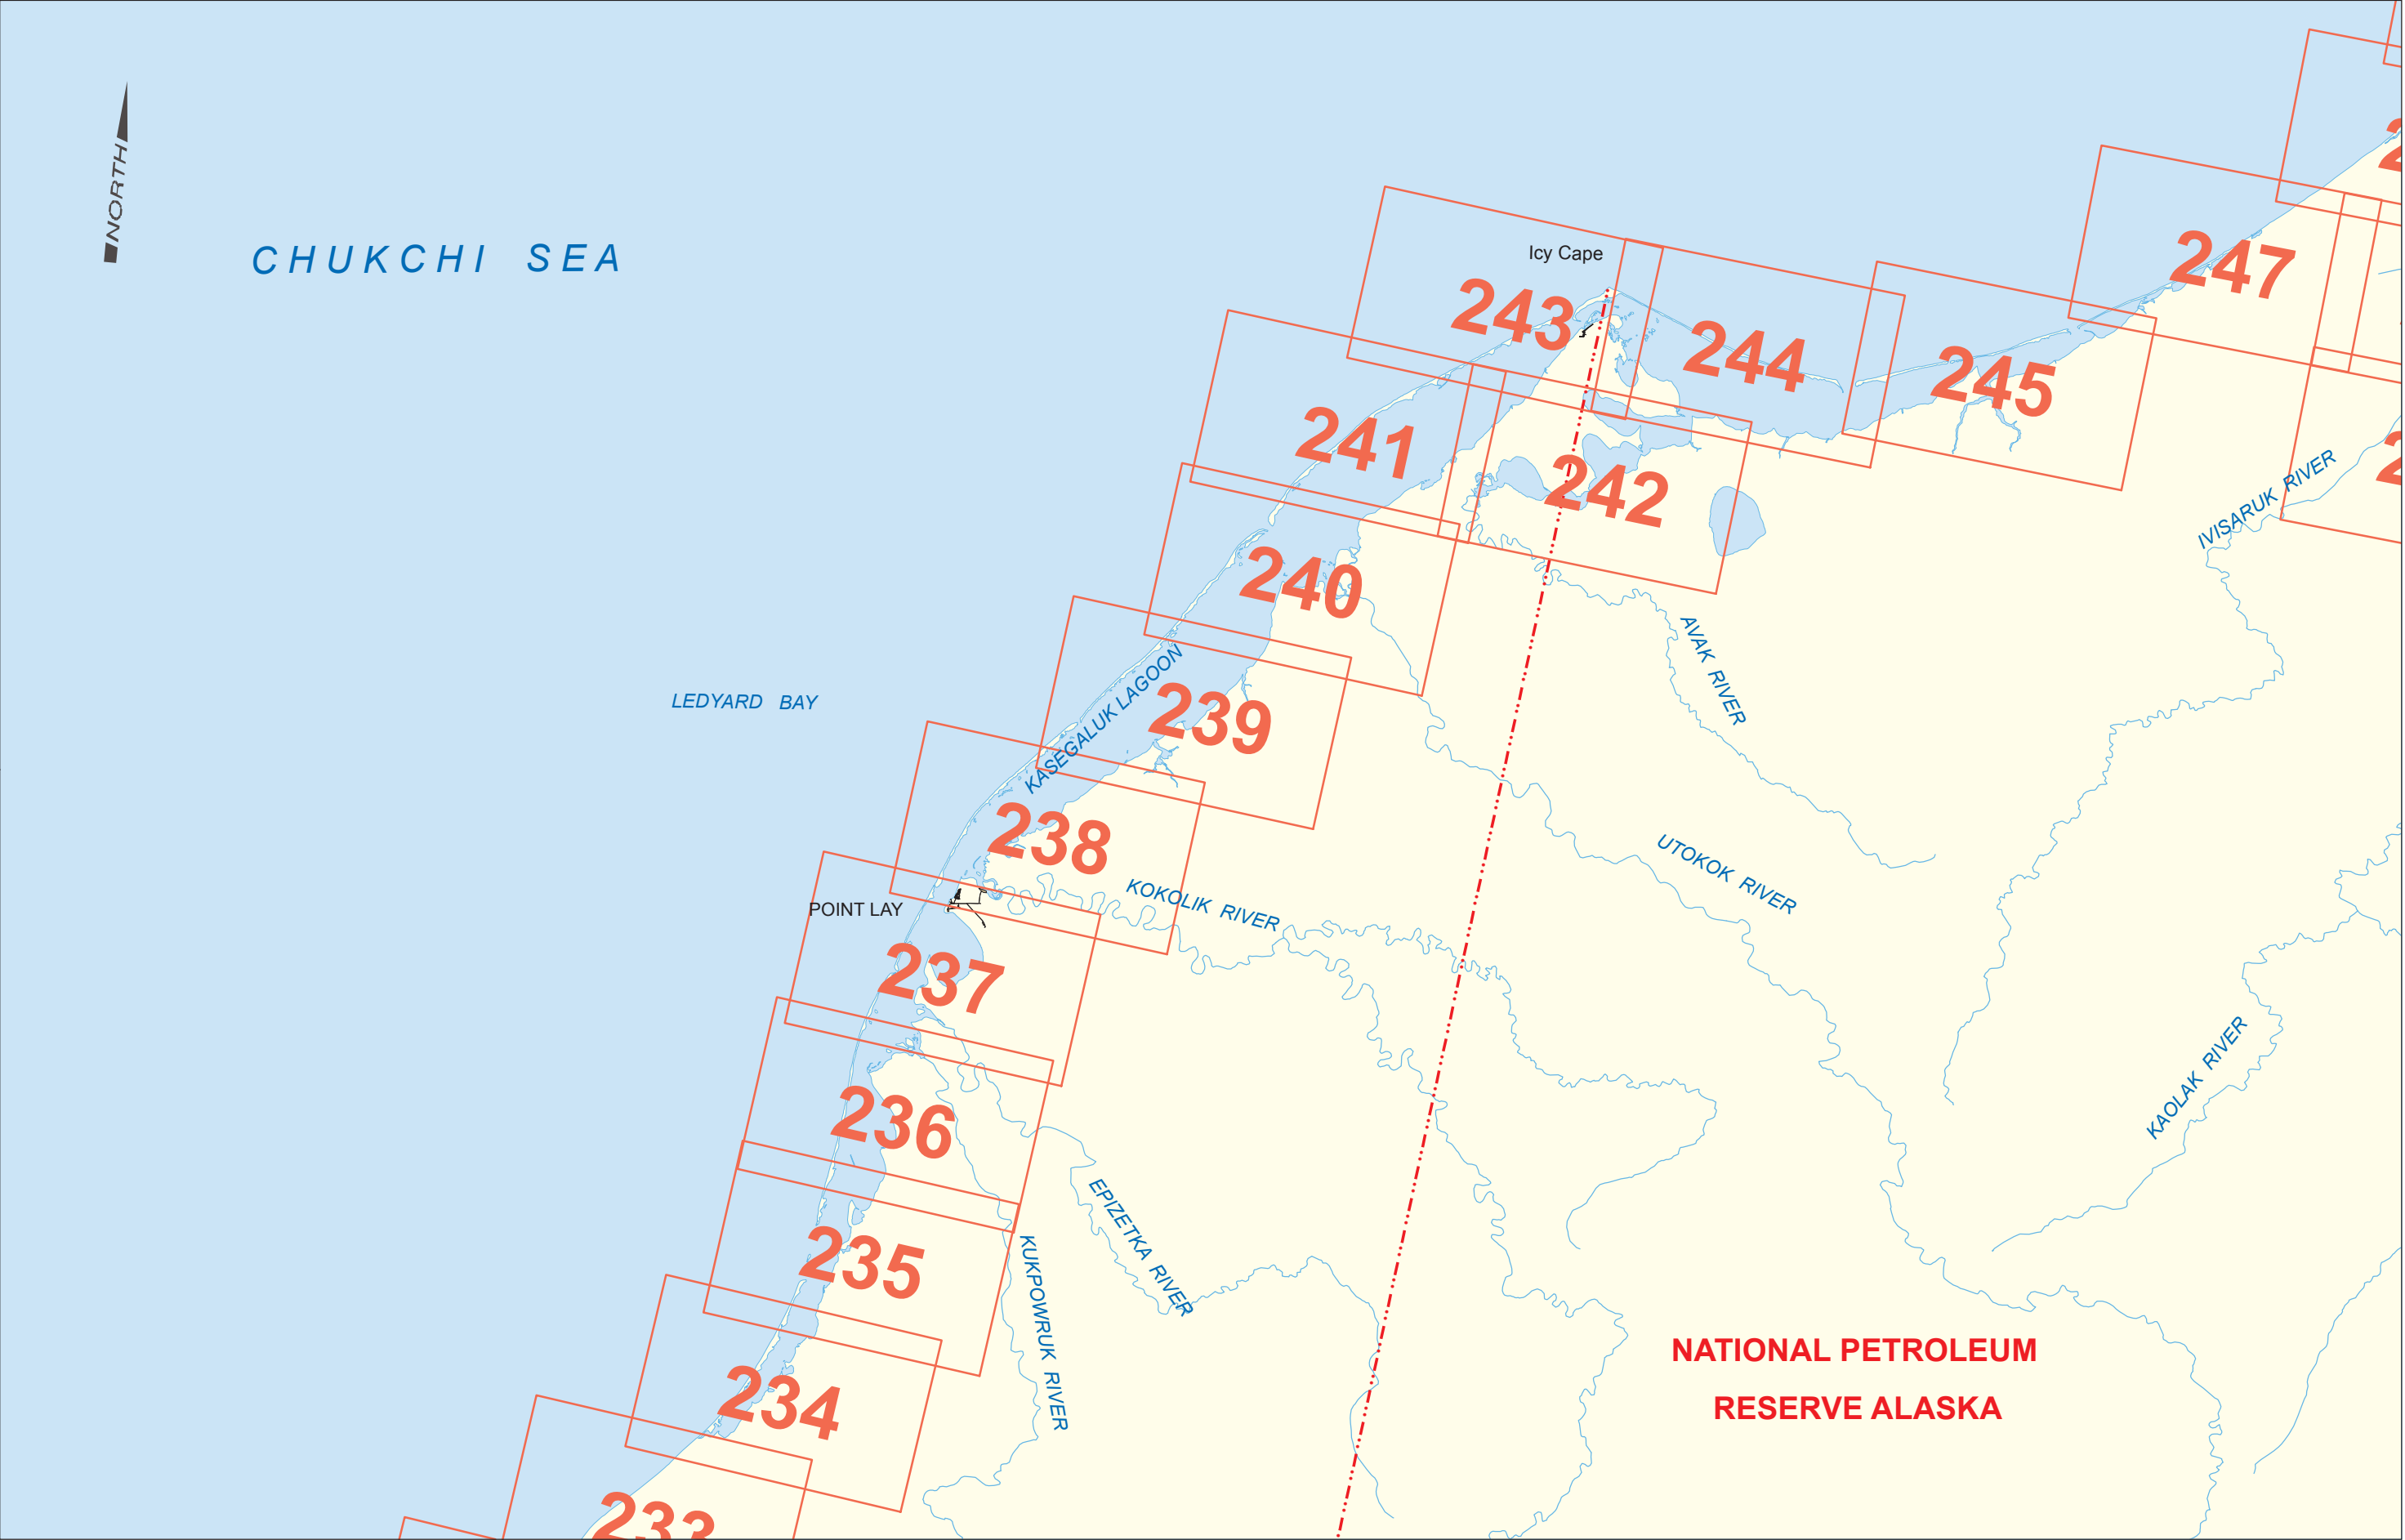 NORTH
CHUKCHI SEA
Icy Cape
247
243
244
245
241
242
IVISARUK RIVER
240
AVAK RIVER
LEDYARD BAY
KASEGALUK LAGOON
239
238
UTOKOK RIVER
KOKOLIK RIVER
POINT LAY
237
KAOLAK RIVER
236
EPIZETKA RIVER
235
KUKPOWRUK RIVER
NATIONAL PETROLEUM
RESERVE ALASKA
234
233